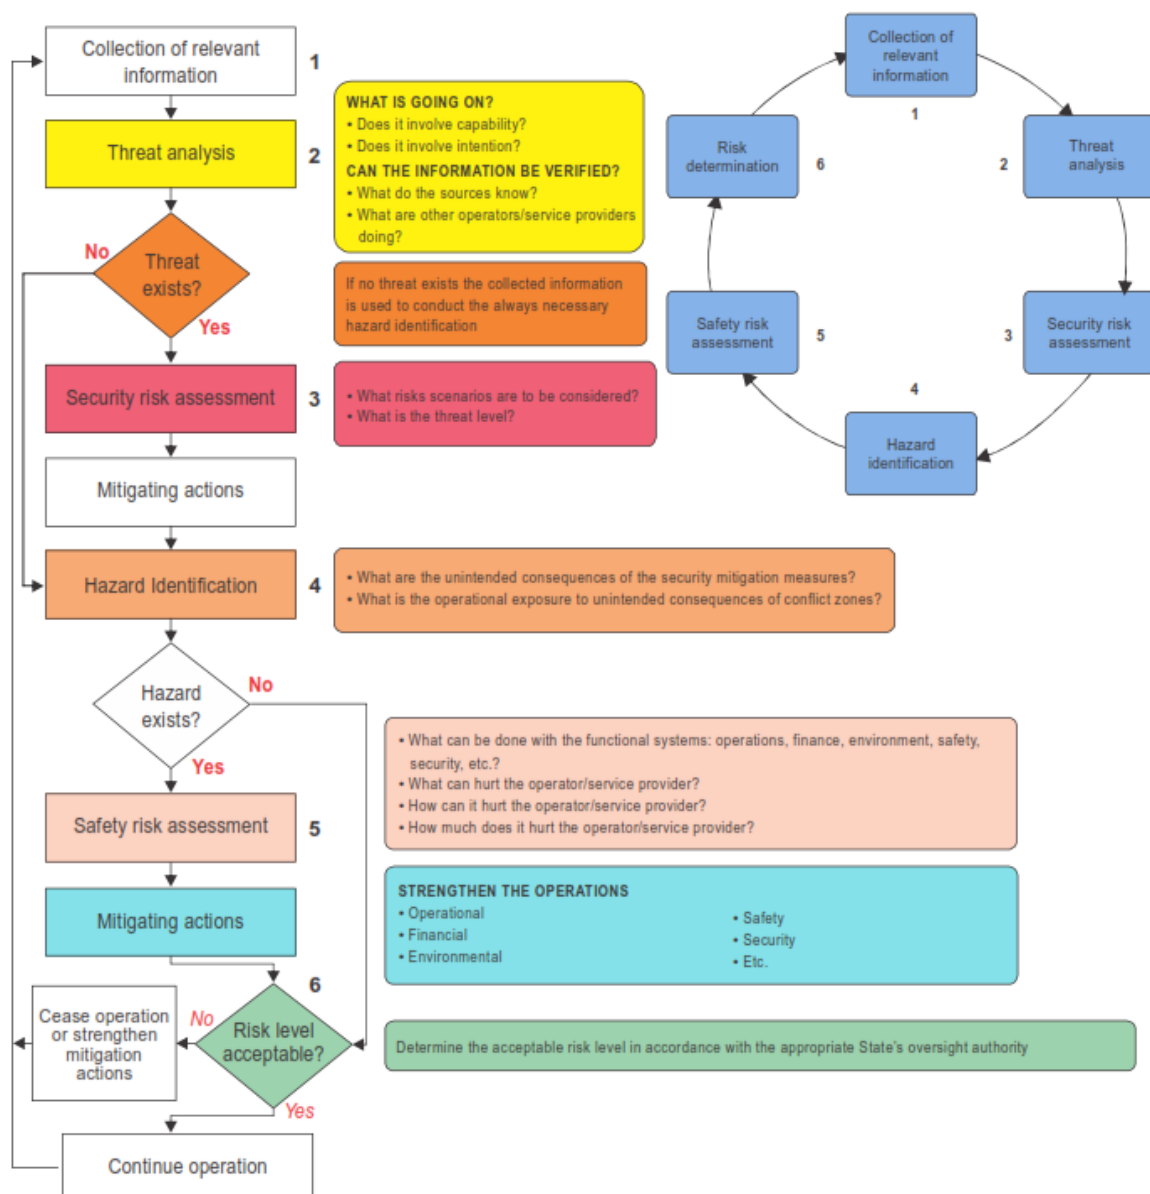 Collection of relevant
information
1
Threat analysis
2
WHAT IS GOING ON?
• Does it involve capability?
• Does it involve intention?
CAN THE INFORMATION BE VERIFIED?
• What do the sources know?
• What are other operators/service providers
doing?
No
Threat
exists?
Yes
If no threat exists the collected information
is used to conduct the always necessary
hazard identification
Security risk assessment
3
• What risks scenarios are to be considered?
• What is the threat level?
Mitigating actions
Hazard Identification
4
• What are the unintended consequences of the security mitigation measures?
• What is the operational exposure to unintended consequences of conflict zones?
Hazard
exists?
No
Yes
• What can be done with the functional systems: operations, finance, environment, safety,
security, etc.?
• What can hurt the operator/service provider?
• How can it hurt the operator/service provider?
• How much does it hurt the operator/service provider?
Safety risk assessment
5
Mitigating actions
STRENGTHEN THE OPERATIONS
• Operational
• Financial
• Environmental
• Safety
• Security
• Etc.
6
Cease operation
or strengthen
mitigation
actions
No
Risk level
acceptable?
Yes
Determine the acceptable risk level in accordance with the appropriate State's oversight authority
Continue operation
Collection of
relevant
information
1
Threat
analysis
2
Security risk
assessment
3
Hazard
identification
4
Safety risk
assessment
5
Risk
determination
6